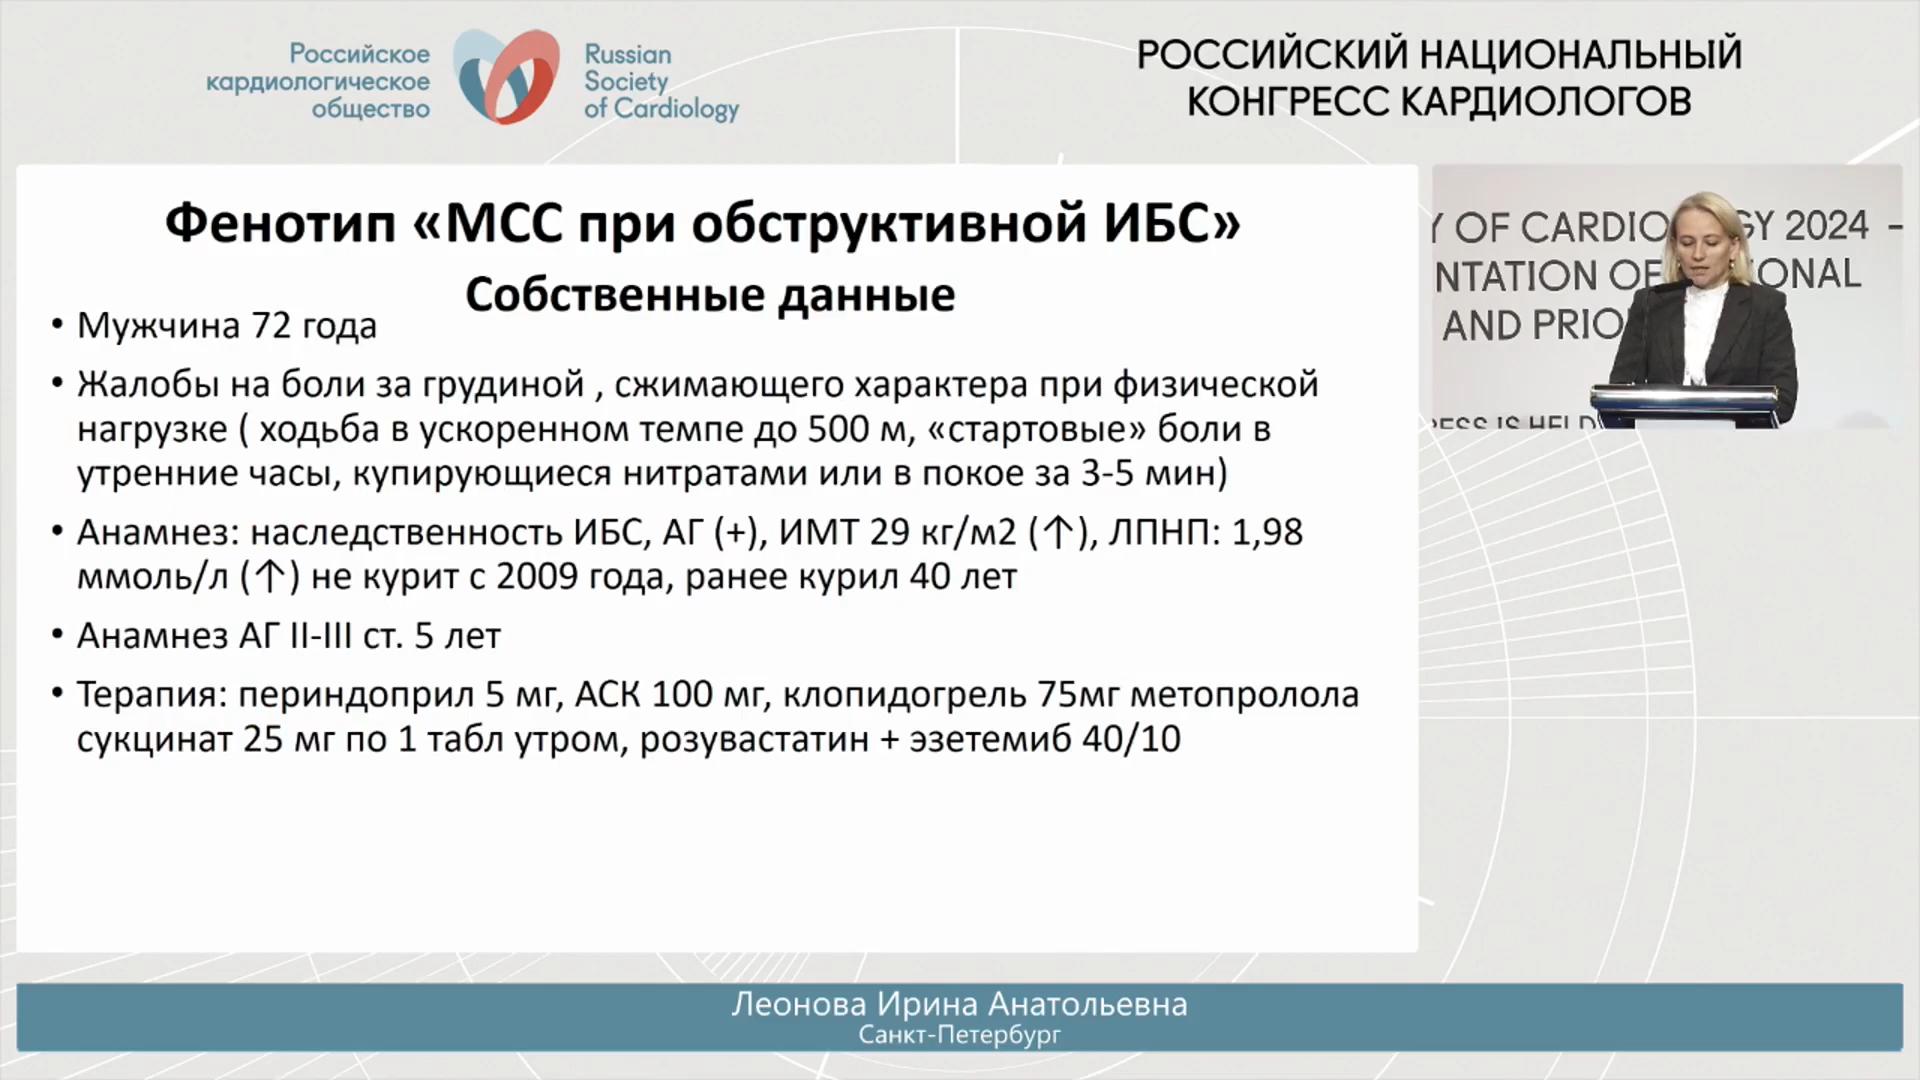 Российское
кардиологическое
общество
Russian
Society
of Cardiology
РОССИЙСКИЙ НАЦИОНАЛЬНЫЙ
КОНГРЕСС КАРДИОЛОГОВ
Фенотип «МСС при обструктивной ИБС»
Собственные данные
• Мужчина 72 года
• Жалобы на боли за грудиной , сжимающего характера при физической
нагрузке ( ходьба в ускоренном темпе до 500 м, «стартовые» боли в
утренние часы, купирующиеся нитратами или в покое за 3-5 мин)
• Анамнез: наследственность ИБС, АГ (+), ИМТ 29 кг/м2 (↑), ЛПНП: 1,98
ммоль/л (↑) не курит с 2009 года, ранее курил 40 лет
• Анамнез АГ II-III ст. 5 лет
• Терапия: периндоприл 5 мг, АСК 100 мг, клопидогрель 75мг метопролола
сукцинат 25 мг по 1 табл утром, розувастатин + эзетемиб 40/10
OF CARDIO GY 2024 -
NTATION OF IONAL
AND PRIO
IS HELD
Леонова Ирина Анатольевна
Санкт-Петербург